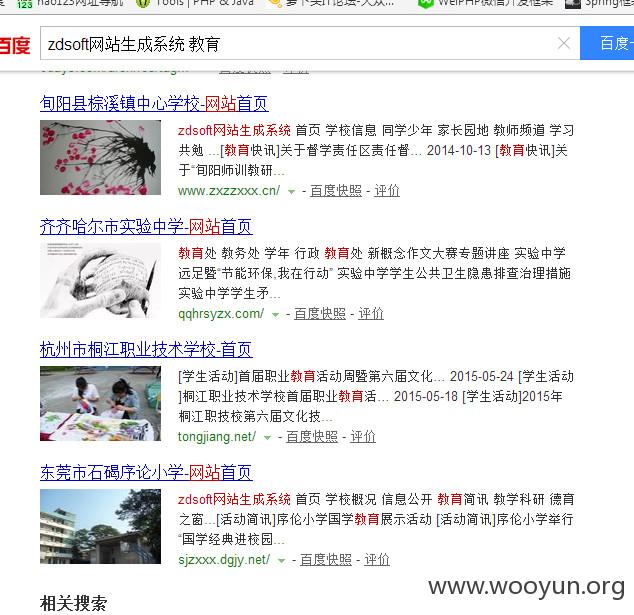 hao123网址导航 Tools | PHP & Java 萝卜美IT论坛-大众... WeiPHP微信开发框架
百度 zdsoft网站生成系统 教育 百度一
百度快照 评价
旬阳县棕溪镇中心学校-网站首页
zdsoft网站生成系统 首页 学校信息 同学少年 家长园地 教师频道 学习
共勉 ...[教育快讯]关于督学责任区责任督... 2014-10-13 [教育快讯]关
于“旬阳师训教研...
www.zxzzxxx.cn/ - 百度快照 - 评价
齐齐哈尔市实验中学-网站首页
教育处 教务处 学年 行政 教育处 新概念作文大赛专题讲座 实验中学
远足暨“节能环保,我在行动” 实验中学学生公共卫生隐患排查治理措施
实验中学学生矛...
qqhrsyzx.com/ - 百度快照 - 评价
杭州市桐江职业技术学校-首页
[学生活动]首届职业教育活动周暨第六届文化... 2015-05-24 [学生活动
]桐江职业技术学校首届职业教育活... 2015-05-18 [学生活动]2015年
桐江职技校第六届文化技...
tongjiang.net/ - 百度快照 - 评价
东莞市石碣序论小学-网站首页
zdsoft网站生成系统 首页 学校概况 信息公开 教育简讯 教学科研 德育
之窗...[活动简讯]序伦小学国学教育展示活动 [活动简讯]序伦小学举行
“国学经典进校园...
sjzxxx.dgjy.net/ - 百度快照 - 评价
www.wooyun.org
相关搜索